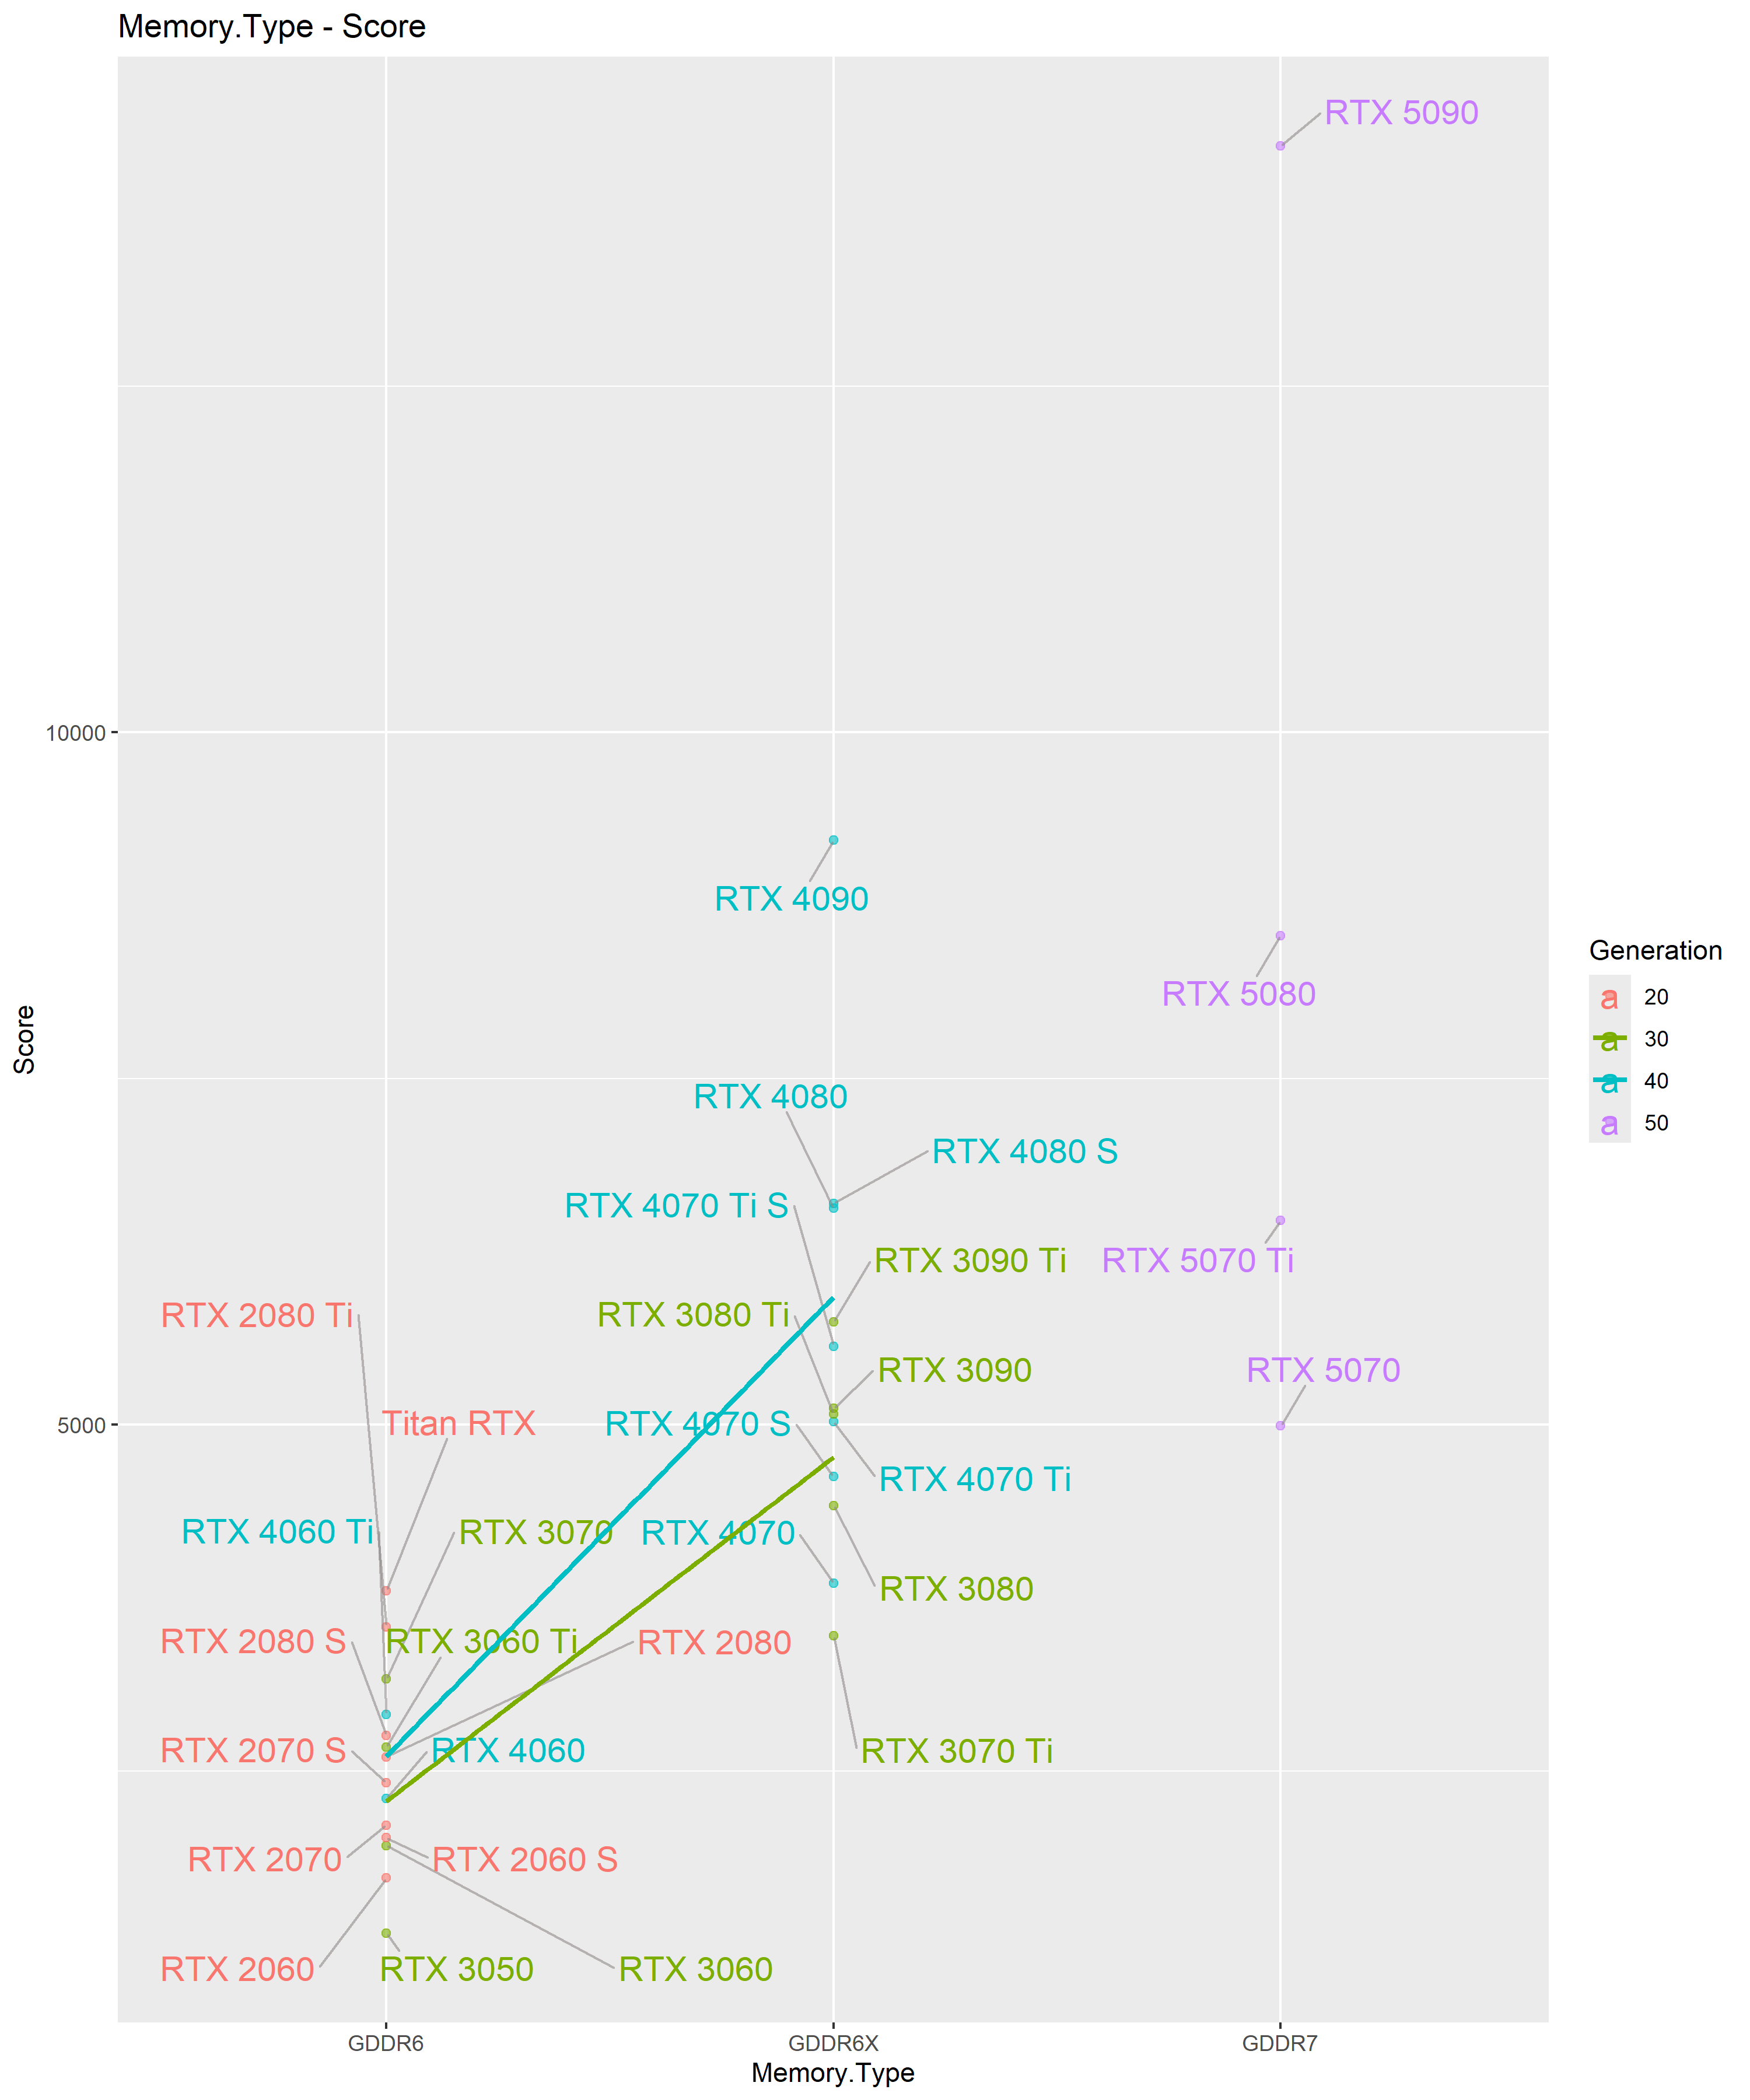 Memory.Type - Score
RTX 5090
10000
RTX 4090
RTX 5080
Score
RTX 4080
RTX 4080 S
RTX 4070 Ti S
RTX 3090 Ti
RTX 5070 Ti
RTX 2080 Ti
RTX 3080 Ti
RTX 3090
RTX 5070
5000
Titan RTX
RTX 4070 S
RTX 4070 Ti
RTX 4060 Ti
RTX 3070
RTX 4070
RTX 3080
RTX 2080 S
RTX 3060 Ti
RTX 2080
RTX 2070 S
RTX 4060
RTX 3070 Ti
RTX 2070
RTX 2060 S
RTX 2060
RTX 3050
RTX 3060
GDDR6
GDDR6X
GDDR7
Memory.Type
Generation
a 20
a 30
a 40
a 50